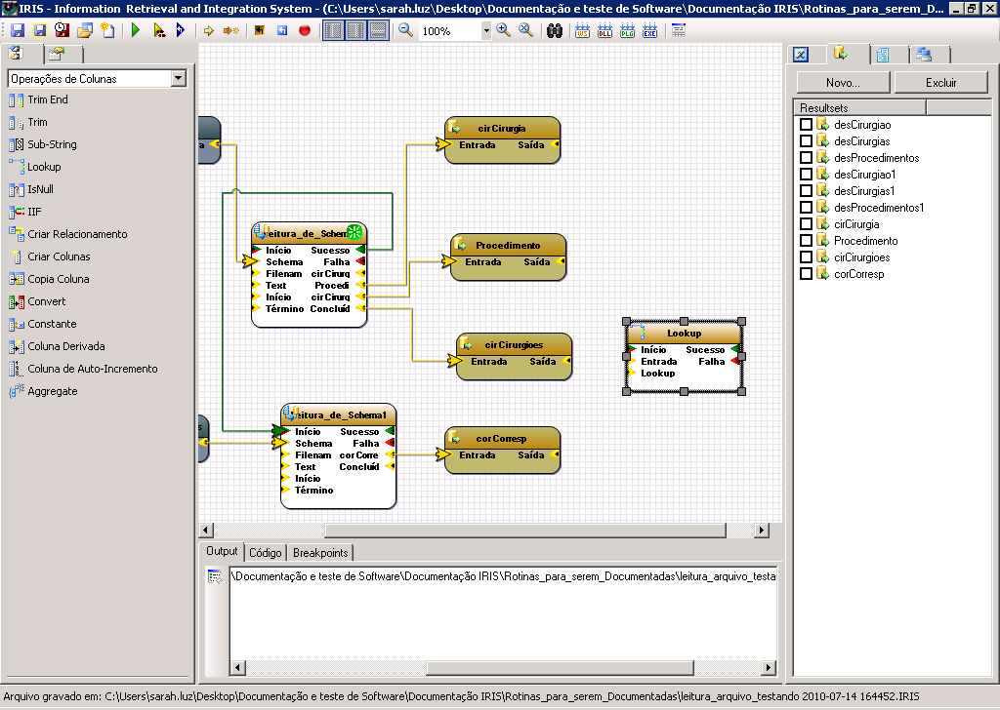 IRIS - Information Retrieval and Integration System - (C:\Users\sarah.luz\Desktop\Documentação e teste de Software\Documentação IRIS\Rotinas_para_serem_D...
100%
Operações de Colunas
Trim End
Trim
Sub-String
Lookup
IsNull
IIF
Criar Relacionamento
Criar Colunas
Copia Coluna
Convert
Constante
Coluna Derivada
Coluna de Auto-Incremento
Aggregate
a
cirCirurgia
Entrada Saída
eitura_de_Schem
Início Sucesso
Schema Falha
Filenam cirCirurg
Text Procedi
Início cirCirurg
Término Concluíd
Procedimento
Entrada Saída
cirCirurgioes
Entrada Saída
Lookup
Início Sucesso
Entrada Falha
Lookup
s
eitura_de_Schema1
Início Sucesso
Schema Falha
Filenam corCorre
Text Concluíd
Início
Término
corCorresp
Entrada Saída
Output Código Breakpoints
\Documentação e teste de Software\Documentação IRIS\Rotinas_para_serem_Documentadas\leitura_arquivo_testa
WS DLL PLG EXE
Novo... Excluir
Resultsets
desCirurgiao
desCirurgias
desProcedimentos
desCirurgiao1
desCirurgias1
desProcedimentos1
cirCirurgia
Procedimento
cirCirurgioes
corCorresp
Arquivo gravado em: C:\Users\sarah.luz\Desktop\Documentação e teste de Software\Documentação IRIS\Rotinas_para_serem_Documentadas\leitura_arquivo_testando 2010-07-14 164452.IRIS